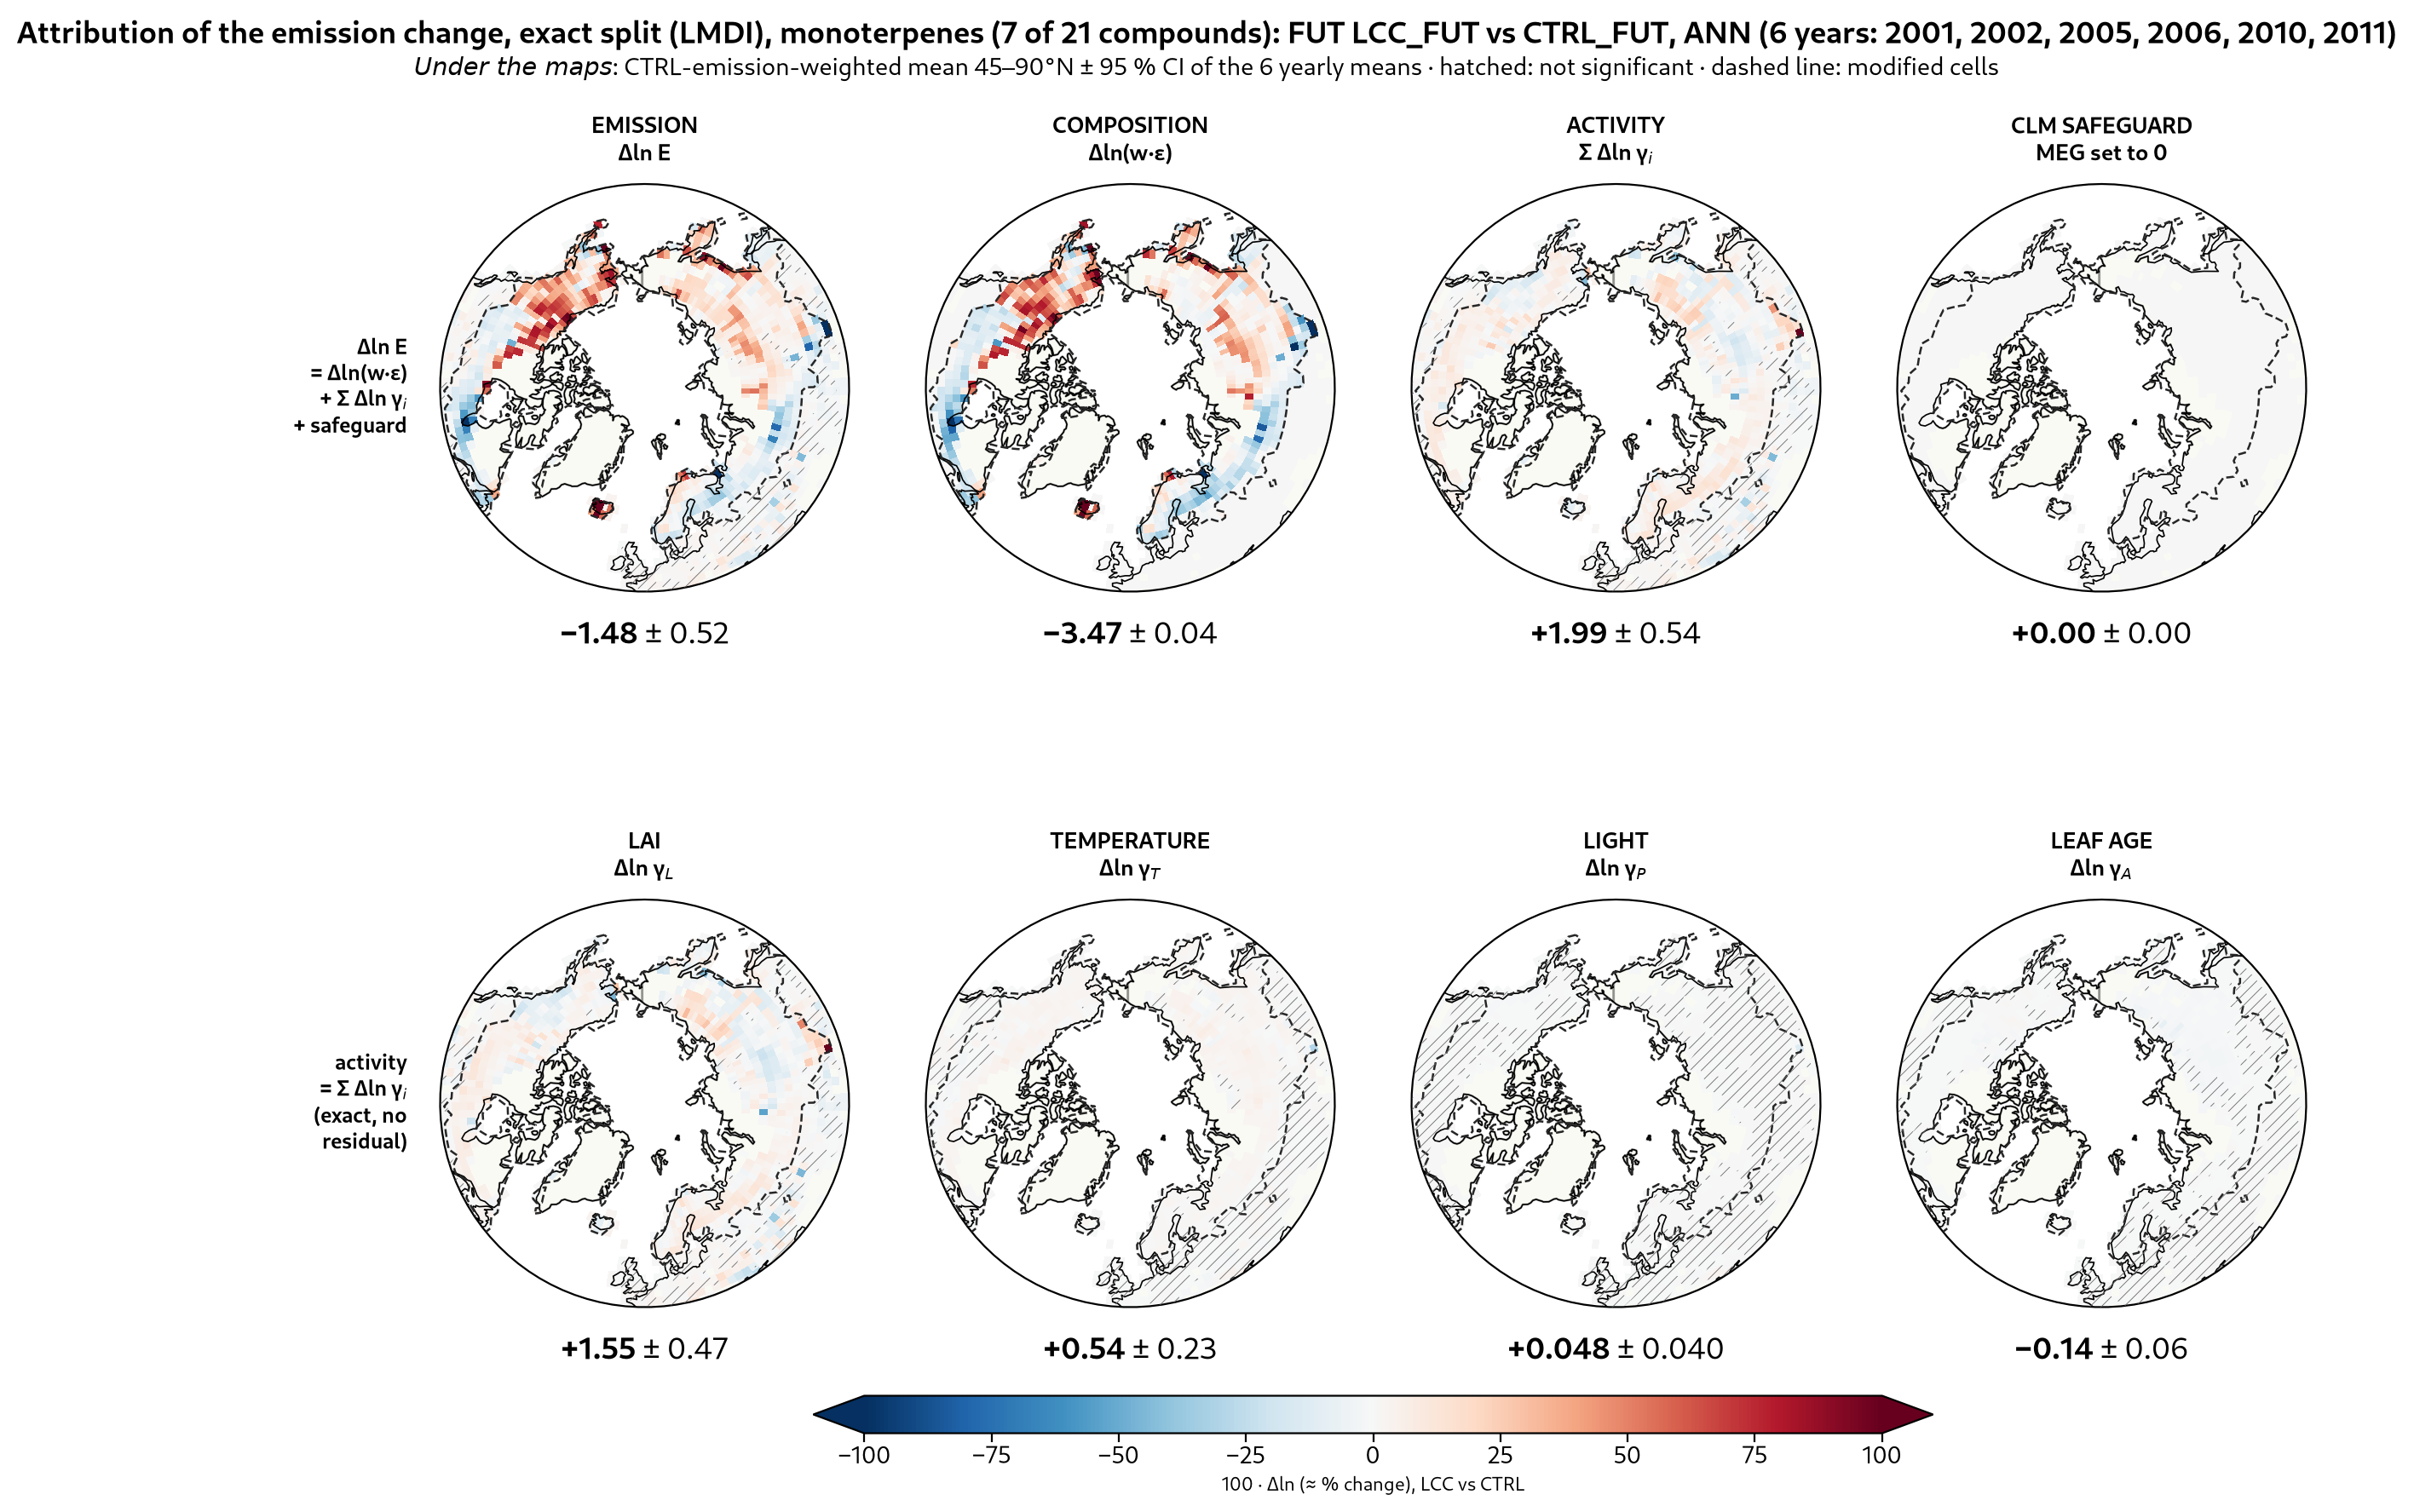 Attribution of the emission change, exact split (LMDI), monoterpenes (7 of 21 compounds): FUT LCC_FUT vs CTRL_FUT, ANN (6 years: 2001, 2002, 2005, 2006, 2010, 2011)
Under the maps: CTRL-emission-weighted mean 45–90°N ± 95 % CI of the 6 yearly means · hatched: not significant · dashed line: modified cells
EMISSION
Δln E
COMPOSITION
Δln(w·ε)
ACTIVITY
Σ Δln γᵢ
CLM SAFEGUARD
MEG set to 0
Δln E
= Δln(w·ε)
+ Σ Δln γᵢ
+ safeguard
−1.48 ± 0.52
−3.47 ± 0.04
+1.99 ± 0.54
+0.00 ± 0.00
LAI
Δln γ_L
TEMPERATURE
Δln γ_T
LIGHT
Δln γ_P
LEAF AGE
Δln γ_A
activity
= Σ Δln γᵢ
(exact, no
residual)
+1.55 ± 0.47
+0.54 ± 0.23
+0.048 ± 0.040
−0.14 ± 0.06
−100 −75 −50 −25 0 25 50 75 100
100 · Δln (≈ % change), LCC vs CTRL